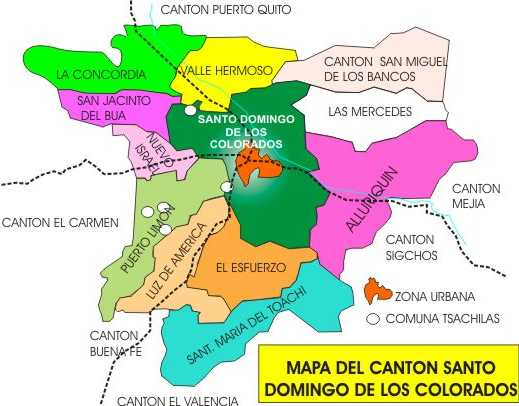 CANTON PUERTO QUITO
LA CONCORDIA
VALLE HERMOSO
CANTON SAN MIGUEL
DE LOS BANCOS
SAN JACINTO
DEL BUA
SANTO DOMINGO
DE LOS
COLORADOS
LAS MERCEDES
NUEVO
ISRAEL
ALLURIQUIN
CANTON
MEJIA
CANTON EL CARMEN
PUERTO LIMON
LUZ DE AMERICA
CANTON
SIGCHOS
EL ESFUERZO
SANT. MARIA DEL TOACHI
ZONA URBANA
COMUNA TSACHILAS
CANTON
BUENA FE
CANTON EL VALENCIA
MAPA DEL CANTON SANTO
DOMINGO DE LOS COLORADOS